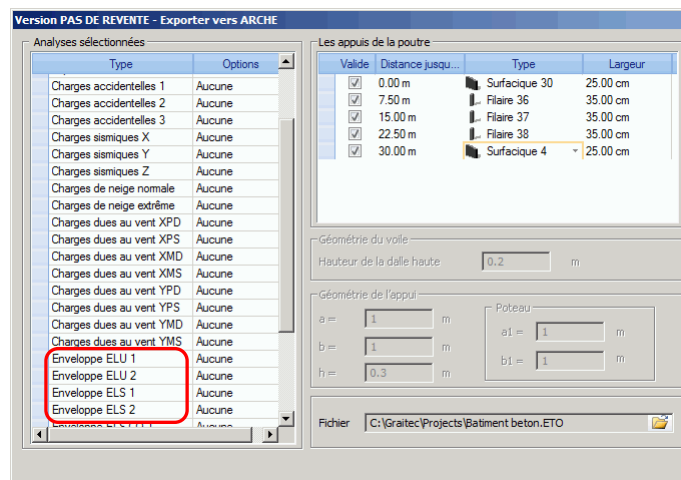 Version PAS DE REVENTE - Exporter vers ARCHE
Analyses sélectionnées
Type Options
Charges accidentelles 1 Aucune
Charges accidentelles 2 Aucune
Charges accidentelles 3 Aucune
Charges sismiques X Aucune
Charges sismiques Y Aucune
Charges sismiques Z Aucune
Charges de neige normale Aucune
Charges de neige extrême Aucune
Charges dues au vent XPD Aucune
Charges dues au vent XPS Aucune
Charges dues au vent XMD Aucune
Charges dues au vent XMS Aucune
Charges dues au vent YPD Aucune
Charges dues au vent YPS Aucune
Charges dues au vent YMD Aucune
Charges dues au vent YMS Aucune
Enveloppe ELU 1 Aucune
Enveloppe ELU 2 Aucune
Enveloppe ELS 1 Aucune
Enveloppe ELS 2 Aucune
Les appuis de la poutre
Valide Distance jusqu... Type Largeur
0.00 m Surfacique 30 25.00 cm
7.50 m Filaire 36 35.00 cm
15.00 m Filaire 37 35.00 cm
22.50 m Filaire 38 35.00 cm
30.00 m Surfacique 4 25.00 cm
Géométrie du voile
Hauteur de la dalle haute 0.2 m
Géométrie de l'appui
a = 1 m
b = 1 m
h = 0.3 m
Poteau
a1 = 1 m
b1 = 1 m
Fichier C:\Graitec\Projects\Batiment beton.ETO